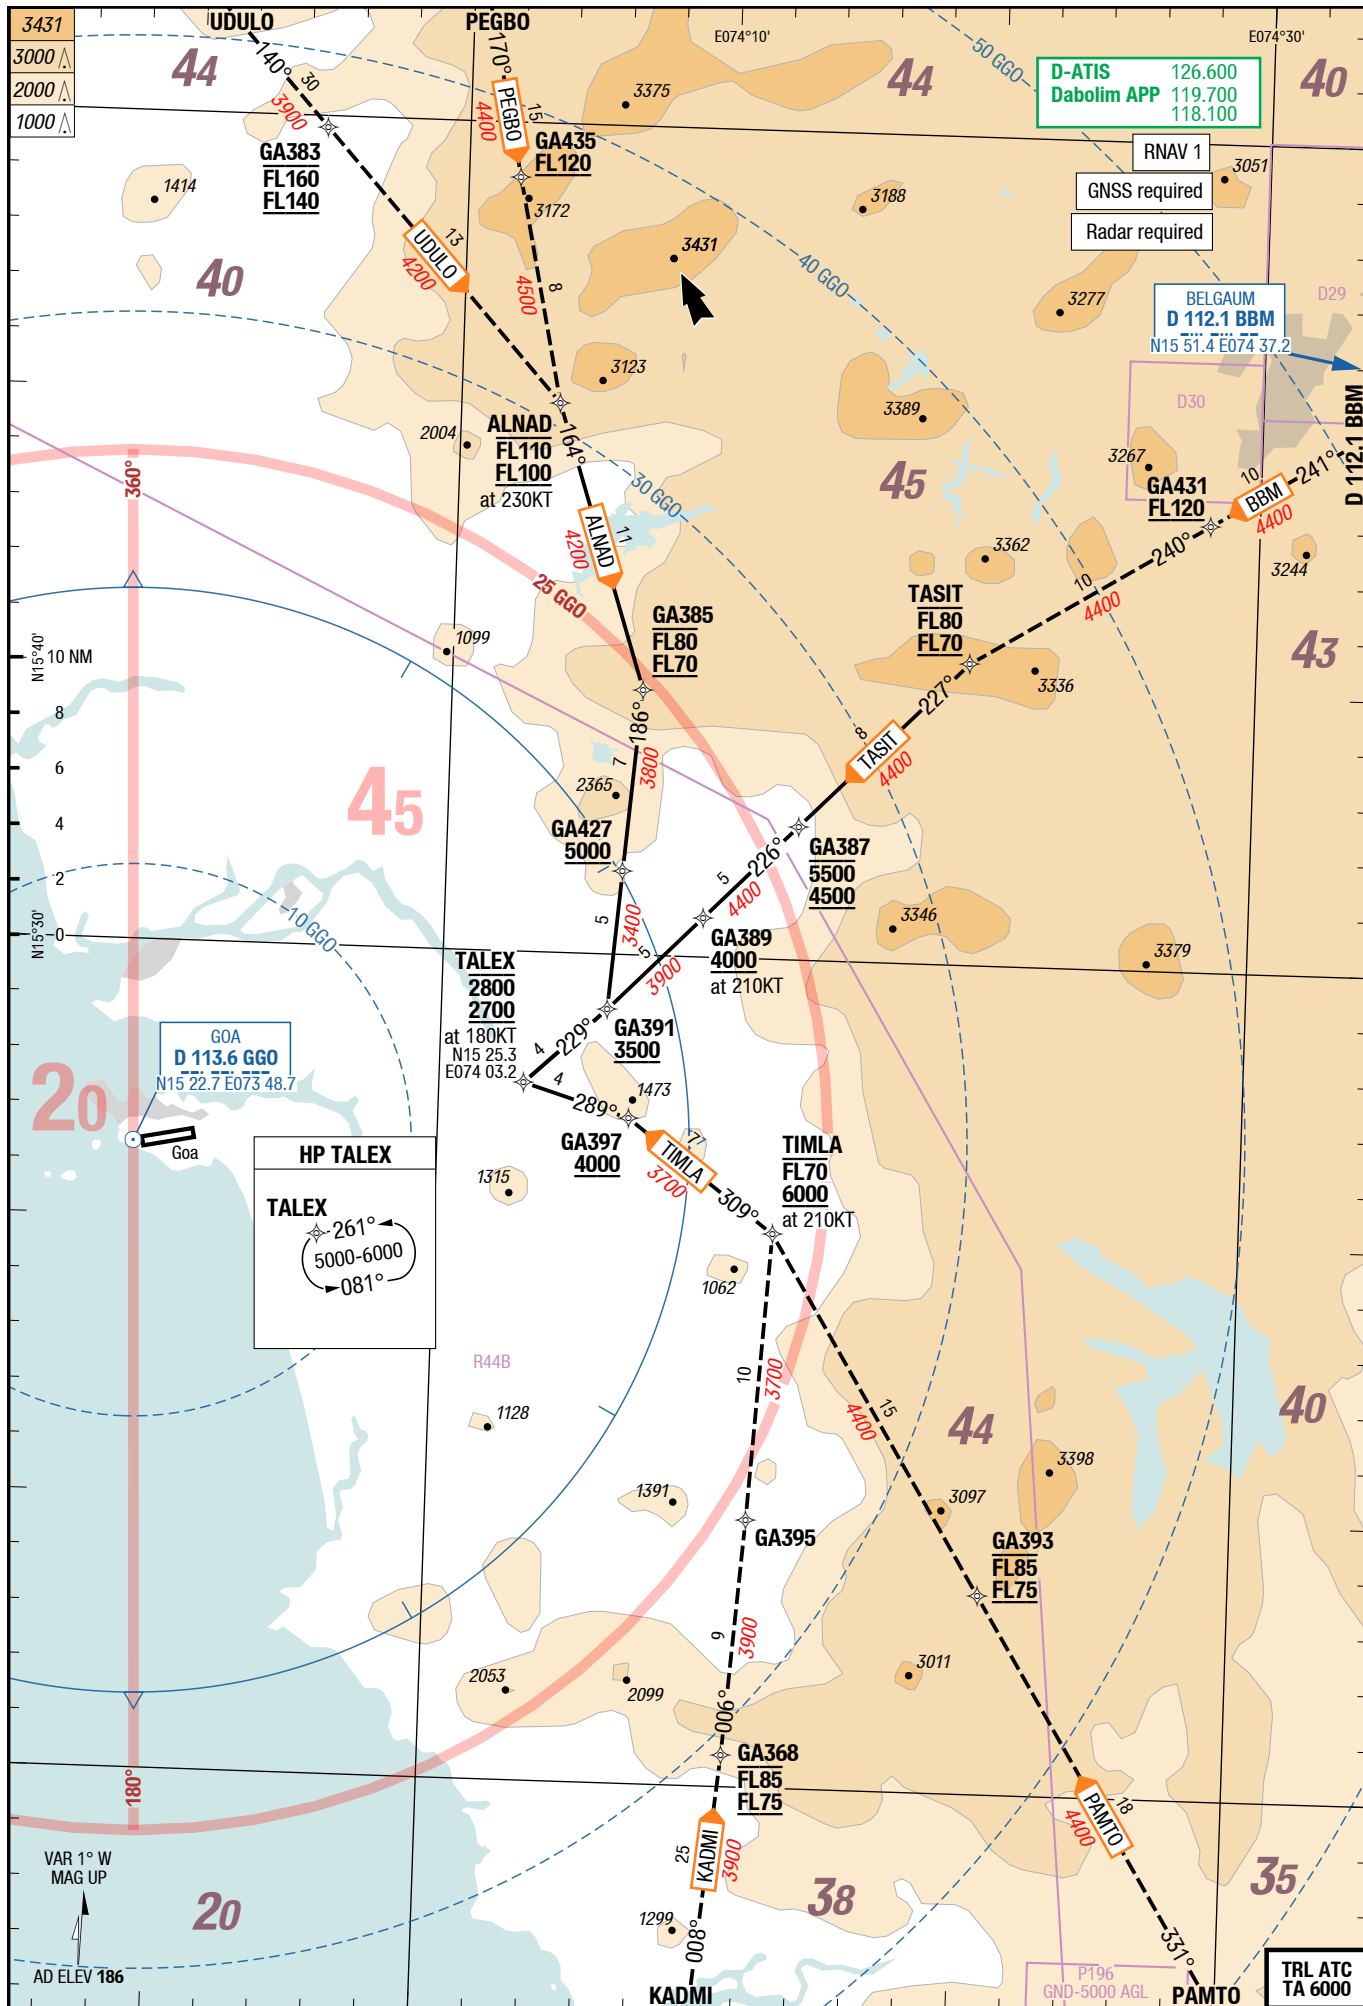 3431
3000
2000
1000
UDULO
PEGBO
E074°10'
E074°30'
44
140°
30
3900
170°
PEGBO
15
4400
3375
44
50 GGO
D-ATIS 126.600
Dabolim APP 119.700
118.100
40
RNAV 1
GNSS required
Radar required
3051
GA383
FL160
FL140
GA435
FL120
1414
3172
3188
3431
40
UDULO
13
4200
4500
8
40 GGO
3277
BELGAUM
D 112.1 BBM
N15 51.4 E074 37.2
D29
D30
3123
3389
2004
ALNAD
FL110
FL100
at 230KT
164°
30 GGO
45
3267
GA431
FL120
10
BBM
241°
4400
D 112.1 BBM
360°
ALNAD
11
4200
25 GGO
3362
240°
10
4400
3244
TASIT
FL80
FL70
1099
GA385
FL80
FL70
3336
43
N15°40'
10 NM
8
6
4
2
0
N15°30'
227°
8
TASIT
4400
186°
7
3800
2365
45
GA427
5000
226°
5
4400
GA387
5500
4500
10 GGO
5
3400
3346
3379
TALEX
2800
2700
at 180KT
N15 25.3
E074 03.2
5
3900
GA389
4000
at 210KT
GA391
3500
229°
4
4
289°
1473
GOA
D 113.6 GGO
N15 22.7 E073 48.7
20
Goa
GA397
4000
TIMLA
7
3700
309°
TIMLA
FL70
6000
at 210KT
HP TALEX
TALEX
261°
5000-6000
081°
1315
1062
R44B
10
3700
15
4400
44
40
1128
1391
3398
3097
GA395
GA393
FL85
FL75
9
3900
2053
2099
3011
006°
GA368
FL85
FL75
180°
KADMI
25
3900
PAMTO
18
4400
VAR 1° W
MAG UP
AD ELEV 186
20
38
35
1299
008°
KADMI
331°
P196
GND-5000 AGL
PAMTO
TRL ATC
TA 6000